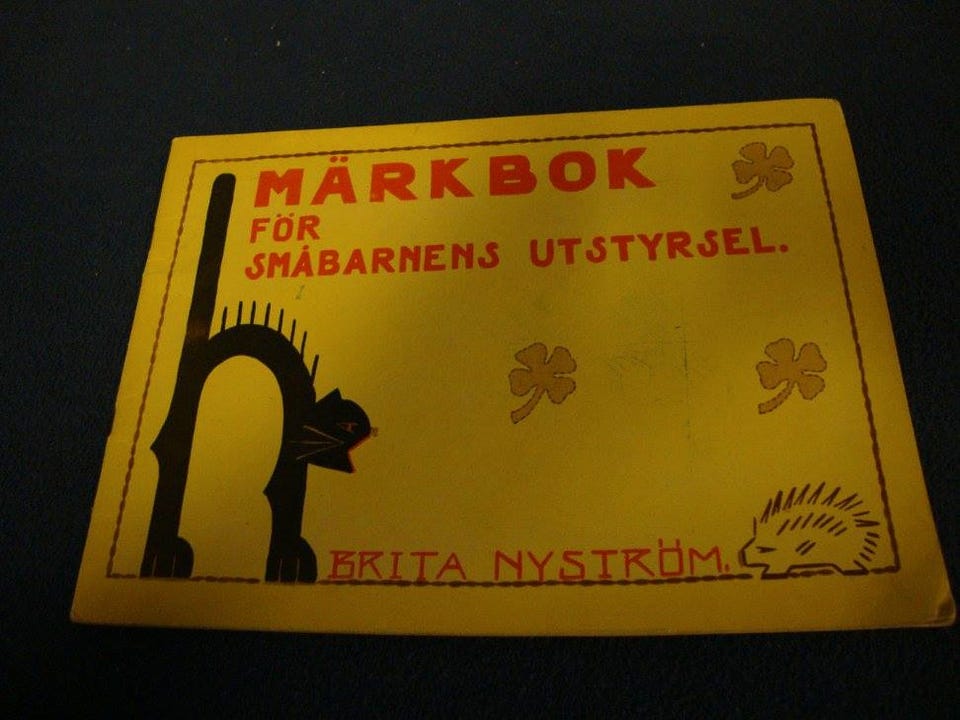 MÄRKBOK
FÖR
SMÅBARNENS UTSTYRSEL.
BRITA NYSTRÖM.